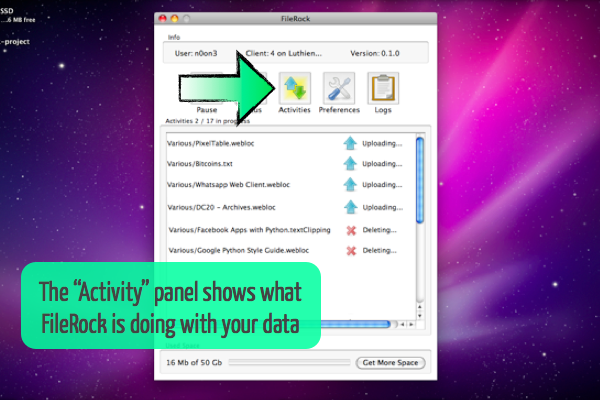 SSD
...6 MB free
-project
FileRock
Info
User: n0on3 Client: 4 on Luthien... Version: 0.1.0
Pause Activities Preferences Logs
Activities 2 / 17 in progress
Various/PixelTable.webloc Uploading...
Various/Bitcoins.txt Uploading...
Various/Whatsapp Web Client.webloc Uploading...
Various/DC20 - Archives.webloc Uploading...
Various/Facebook Apps with Python.textClipping Deleting...
Various/Google Python Style Guide.webloc Deleting...
The “Activity” panel shows what
FileRock is doing with your data
16 Mb of 50 Gb Get More Space